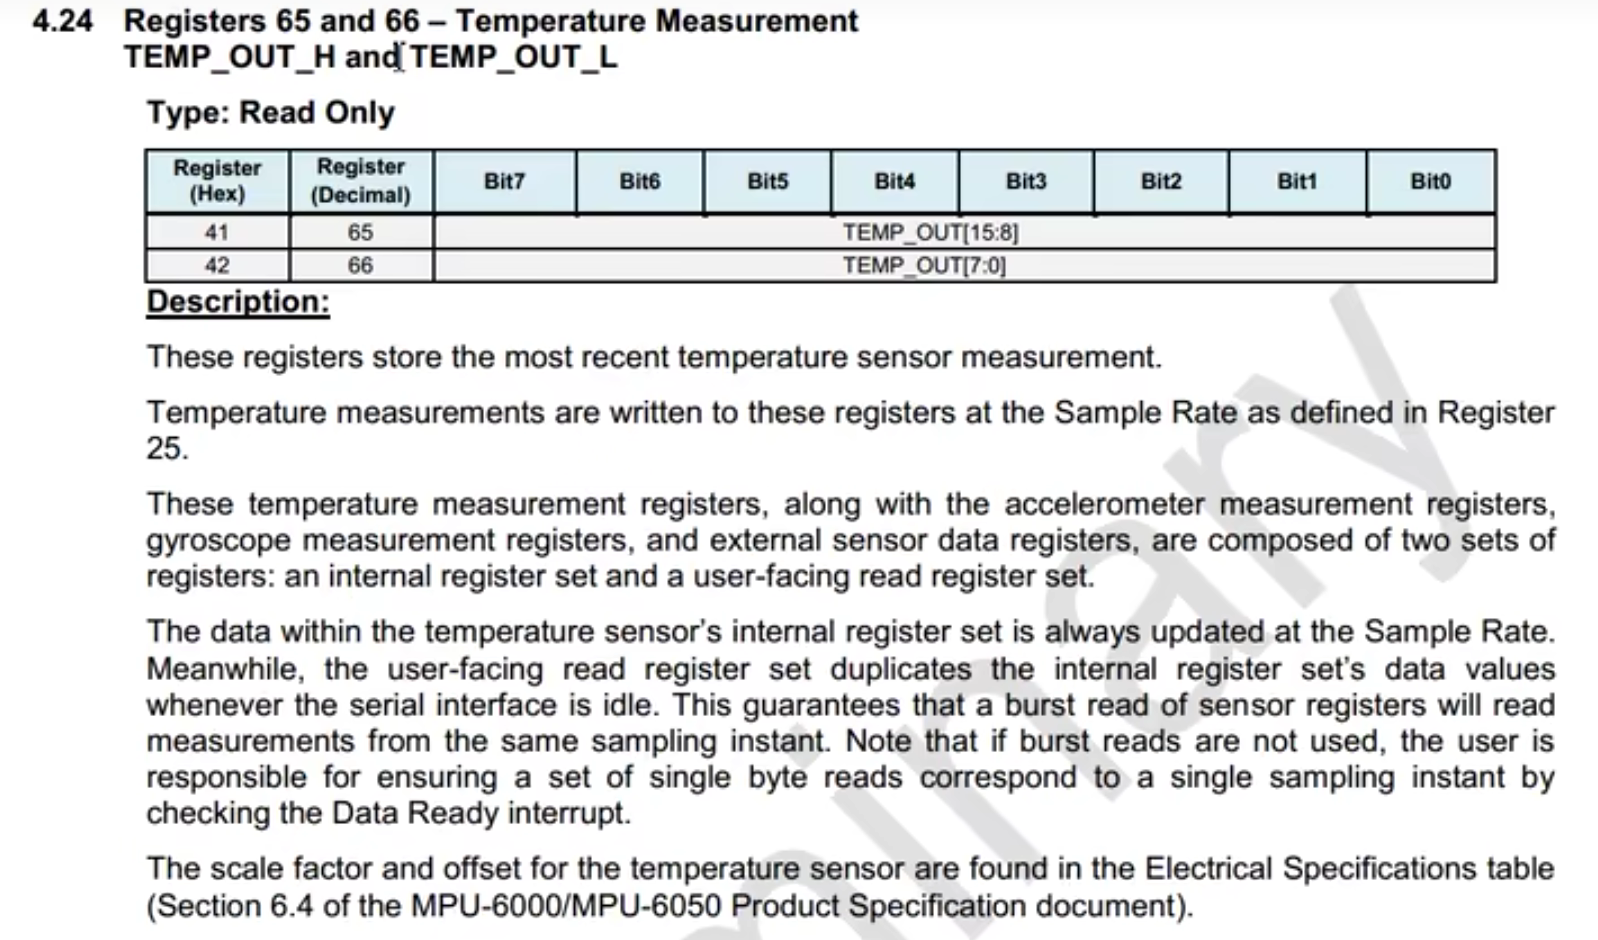 4.24 Registers 65 and 66 – Temperature Measurement
TEMP_OUT_H and TEMP_OUT_L
Type: Read Only
Register (Hex) Register (Decimal) Bit7 Bit6 Bit5 Bit4 Bit3 Bit2 Bit1 Bit0
41 65 TEMP_OUT[15:8]
42 66 TEMP_OUT[7:0]
Description:
These registers store the most recent temperature sensor measurement.
Temperature measurements are written to these registers at the Sample Rate as defined in Register
25.
These temperature measurement registers, along with the accelerometer measurement registers,
gyroscope measurement registers, and external sensor data registers, are composed of two sets of
registers: an internal register set and a user-facing read register set.
The data within the temperature sensor’s internal register set is always updated at the Sample Rate.
Meanwhile, the user-facing read register set duplicates the internal register set’s data values
whenever the serial interface is idle. This guarantees that a burst read of sensor registers will read
measurements from the same sampling instant. Note that if burst reads are not used, the user is
responsible for ensuring a set of single byte reads correspond to a single sampling instant by
checking the Data Ready interrupt.
The scale factor and offset for the temperature sensor are found in the Electrical Specifications table
(Section 6.4 of the MPU-6000/MPU-6050 Product Specification document).
minary